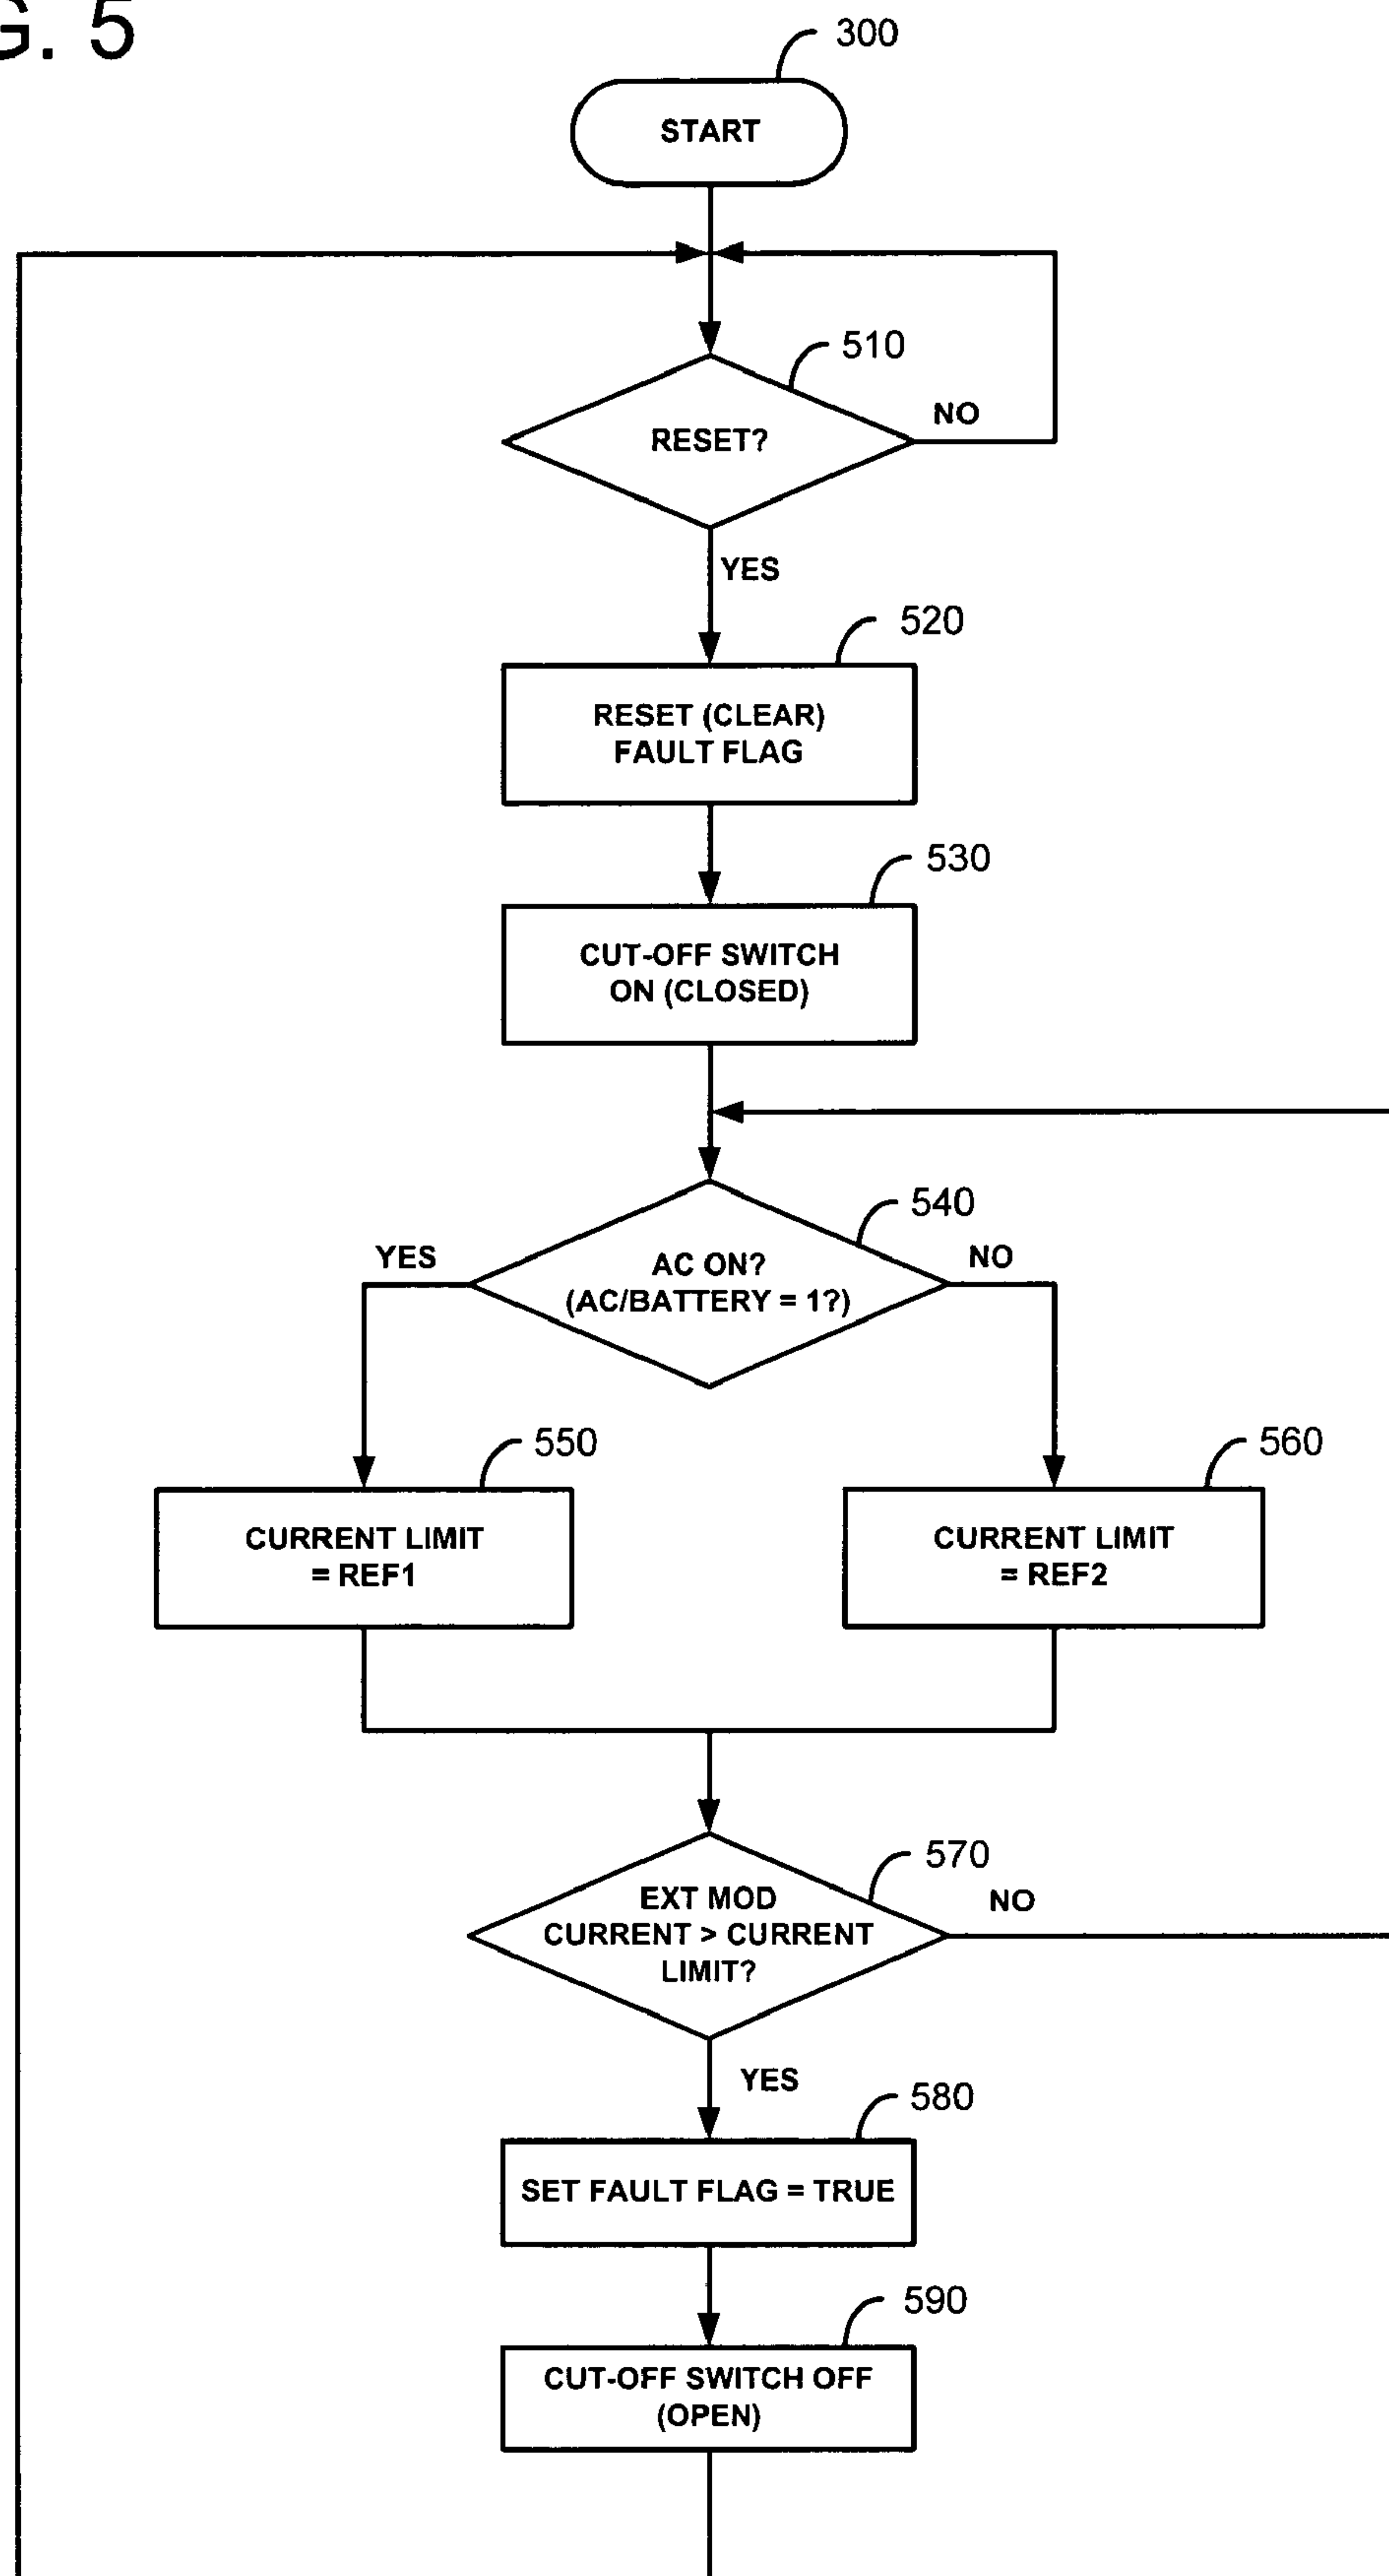 G. 5
300
START
510
RESET?
NO
YES
520
RESET (CLEAR)
FAULT FLAG
530
CUT-OFF SWITCH
ON (CLOSED)
540
YES
AC ON?
(AC/BATTERY = 1?)
NO
550
CURRENT LIMIT
= REF1
560
CURRENT LIMIT
= REF2
570
EXT MOD
CURRENT > CURRENT
LIMIT?
NO
YES
580
SET FAULT FLAG = TRUE
590
CUT-OFF SWITCH OFF
(OPEN)